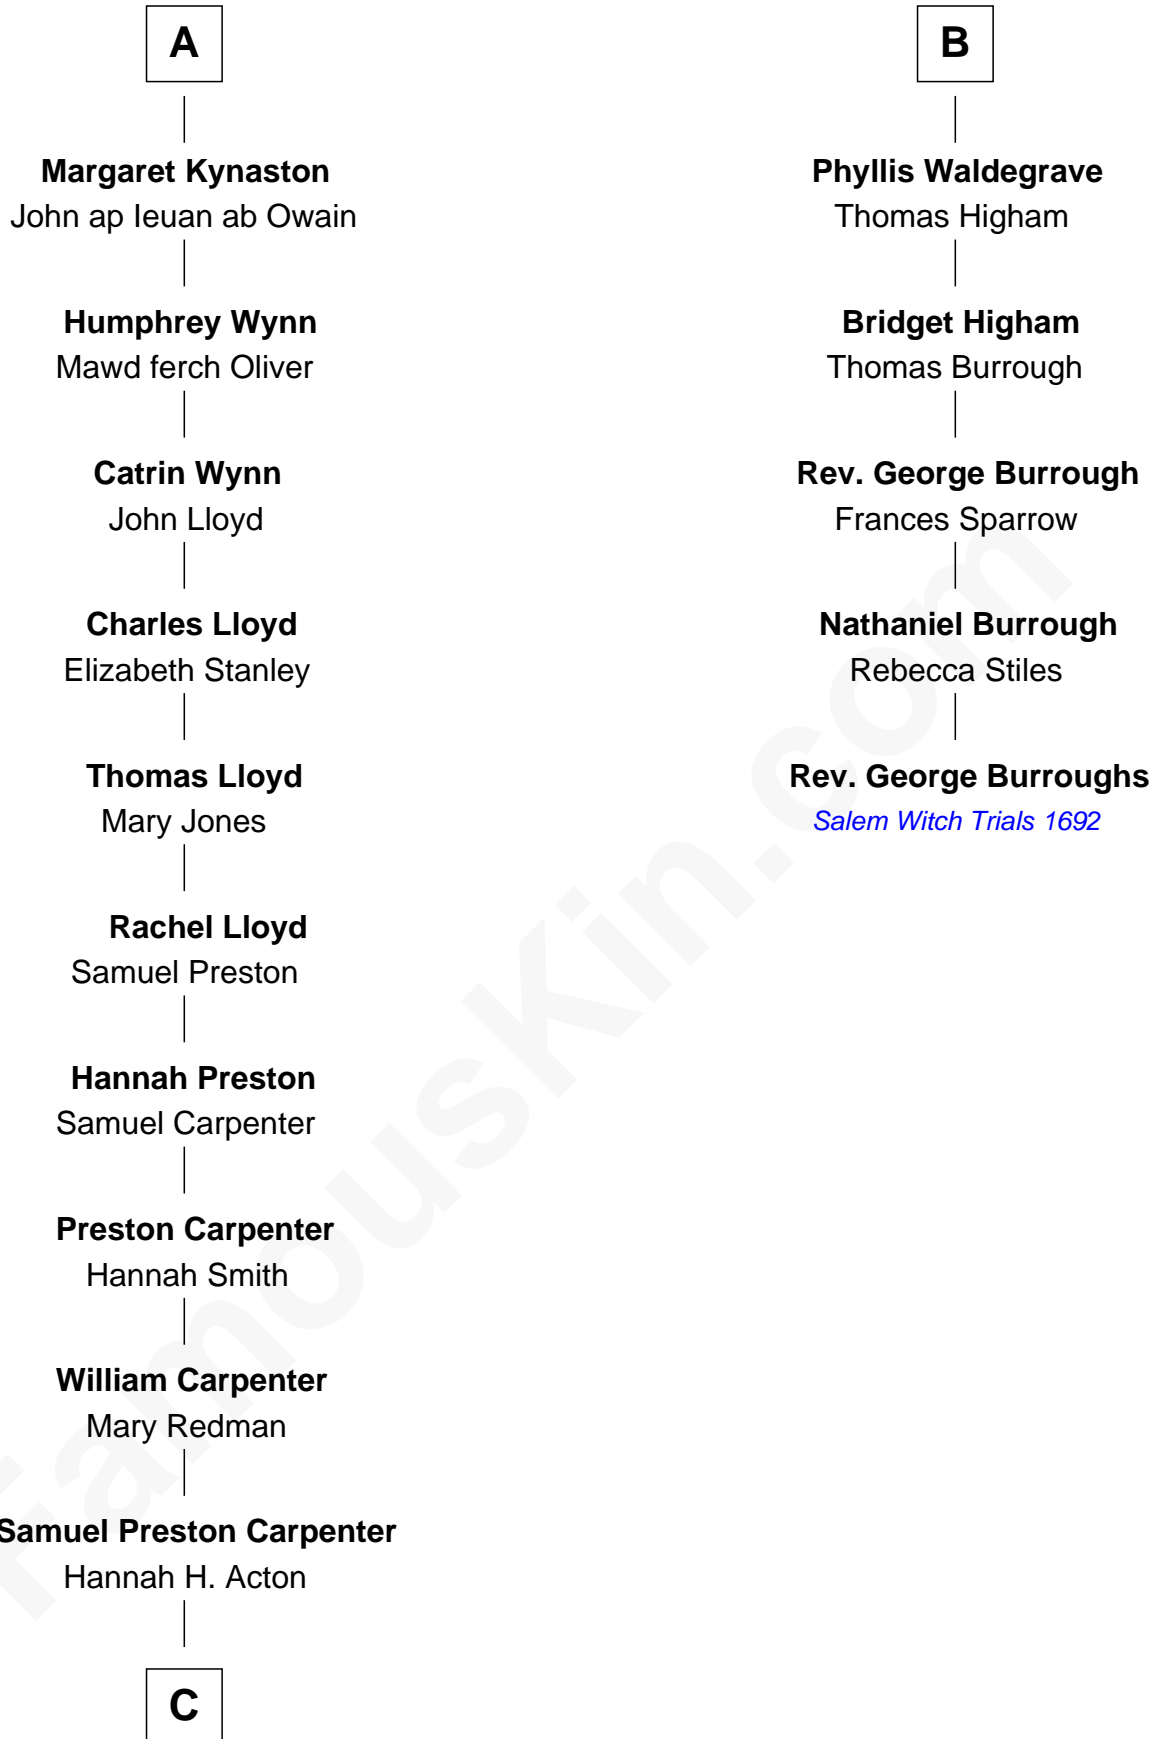 A
Margaret Kynaston
John ap Ieuan ab Owain
Humphrey Wynn
Mawd ferch Oliver
Catrin Wynn
John Lloyd
Charles Lloyd
Elizabeth Stanley
Thomas Lloyd
Mary Jones
Rachel Lloyd
Samuel Preston
Hannah Preston
Samuel Carpenter
Preston Carpenter
Hannah Smith
William Carpenter
Mary Redman
Samuel Preston Carpenter
Hannah H. Acton
C
B
Phyllis Waldegrave
Thomas Higham
Bridget Higham
Thomas Burrough
Rev. George Burrough
Frances Sparrow
Nathaniel Burrough
Rebecca Stiles
Rev. George Burroughs
Salem Witch Trials 1692
FamousKin.com